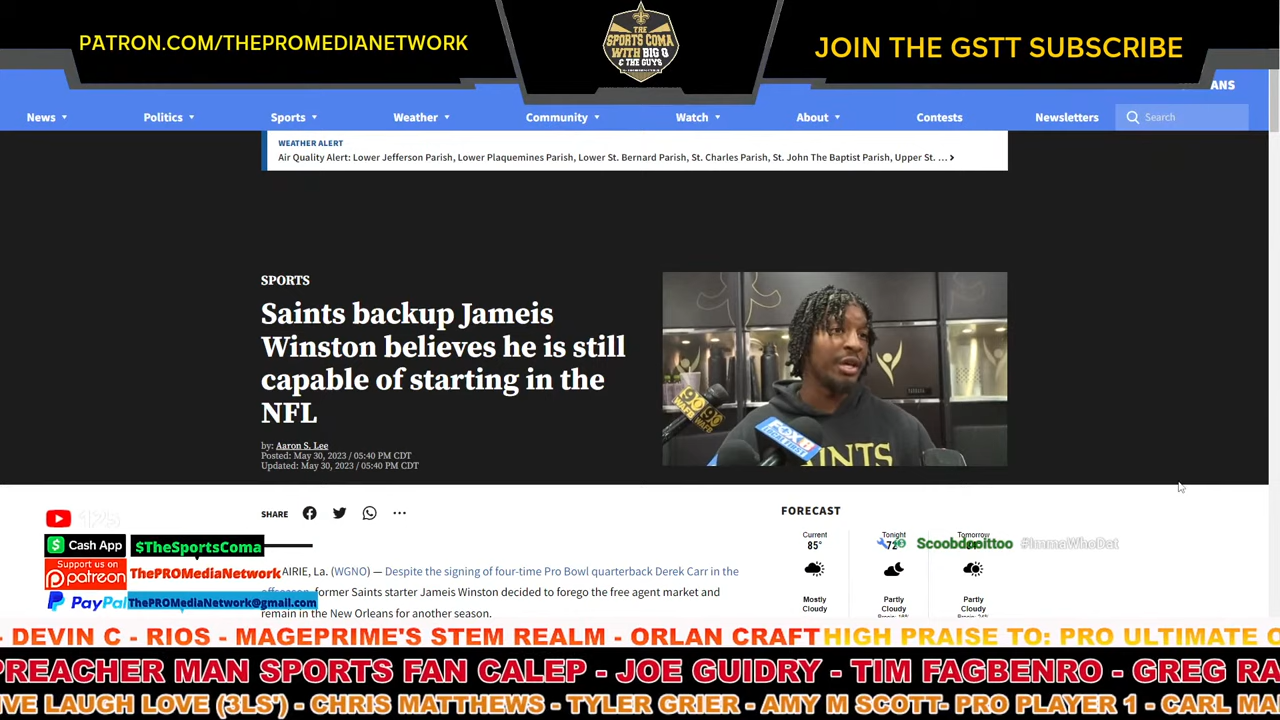 PATRON.COM/THEPROMEDIANETWORK
THE
SPORTS COMA
WITH BIG Q
& THE GUYS
JOIN THE GSTT SUBSCRIBE
ANS
News
Politics
Sports
Weather
Community
Watch
About
Contests
Newsletters
Search
WEATHER ALERT
Air Quality Alert: Lower Jefferson Parish, Lower Plaquemines Parish, Lower St. Bernard Parish, St. Charles Parish, St. John The Baptist Parish, Upper St. …
SPORTS
Saints backup Jameis
Winston believes he is still
capable of starting in the
NFL
by: Aaron S. Lee
Posted: May 30, 2023 / 05:40 PM CDT
Updated: May 30, 2023 / 05:40 PM CDT
SHARE
FORECAST
Current
85°
Mostly
Cloudy
Tonight
72°
Partly
Cloudy
Tomorrow
Partly
Cloudy
125
Cash App
$TheSportsComa
Support us on
patreon
ThePROMediaNetwork
PayPal
ThePROMediaNetwork@gmail.com
Scoobdapoittoo #ImmaWhoDat
AIRIE, La. (WGNO) — Despite the signing of four-time Pro Bowl quarterback Derek Carr in the
offseason, former Saints starter Jameis Winston decided to forego the free agent market and
remain in the New Orleans for another season.
- DEVIN C - RIOS - MAGEPRIME'S STEM REALM - ORLAN CRAFT HIGH PRAISE TO: PRO ULTIMATE
PREACHER MAN SPORTS FAN CALEP - JOE GUIDRY - TIM FAGBENRO - GREG RA
IVE LAUGH LOVE (3LS') - CHRIS MATTHEWS - TYLER GRIER - AMY M SCOTT- PRO PLAYER 1 - CARL MA